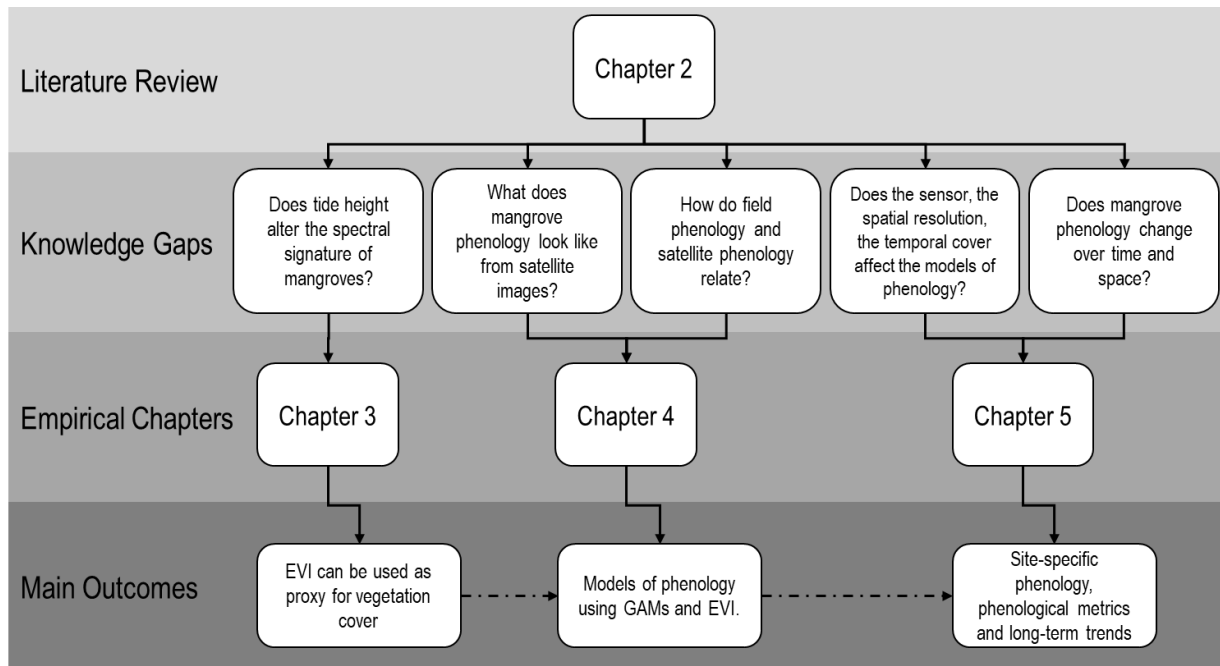 Literature Review
Chapter 2
Knowledge Gaps
Does tide height
alter the spectral
signature of
mangroves?
What does
mangrove
phenology look like
from satellite
images?
How do field
phenology and
satellite phenology
relate?
Does the sensor, the
spatial resolution,
the temporal cover
affect the models of
phenology?
Does mangrove
phenology change
over time and
space?
Empirical Chapters
Chapter 3
Chapter 4
Chapter 5
Main Outcomes
EVI can be used as
proxy for vegetation
cover
Models of phenology
using GAMs and EVI.
Site-specific
phenology,
phenological metrics
and long-term trends